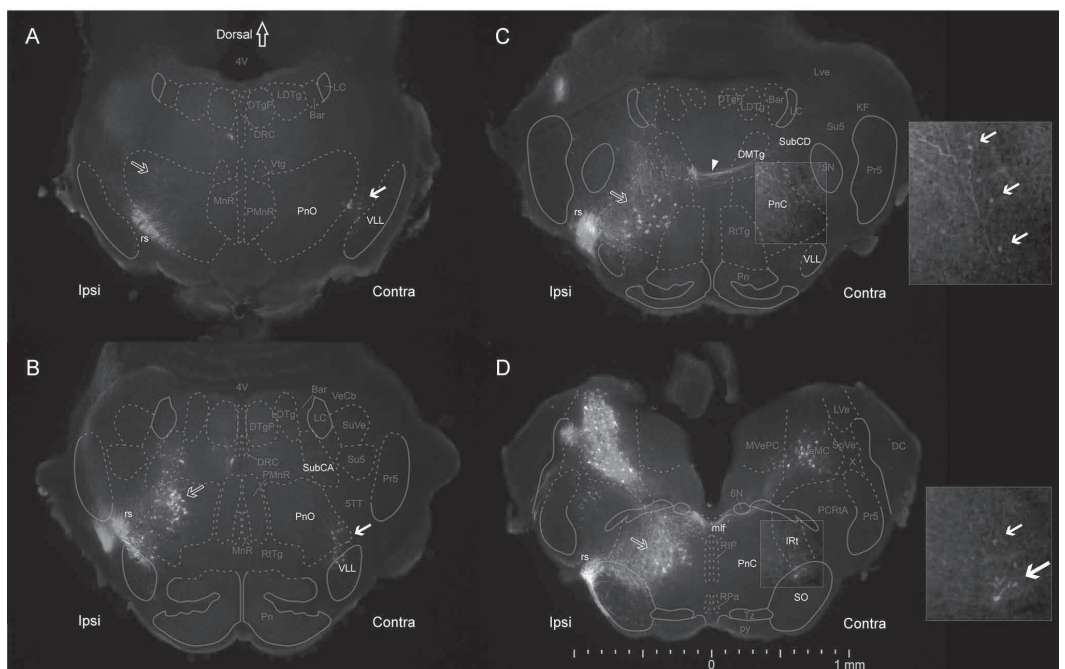 A
Dorsal
4V
LC
LDTg
DTgP
Bar
DRC
Vtg
MnR
PMnR
PnO
VLL
rs
Ipsi
Contra
C
Lve
DTgP
LDTg
Bar
LC
KF
Su5
SubCD
DMTg
5N
Pr5
PnC
rs
RtTg
VLL
Pn
Ipsi
Contra
B
4V
Bar
VeCb
LDTg
LC
DTgP
SuVe
DRC
Su5
SubCA
PMnR
Pr5
5TT
rs
PnO
MnR
RtTg
VLL
Pn
Ipsi
Contra
D
LVe
MVePC
SpVe
DC
MVeMC
6N
PCRtA
Pr5
mlf
IRt
rs
RIP
PnC
SO
RPa
Tz
py
Ipsi
Contra
0
1 mm